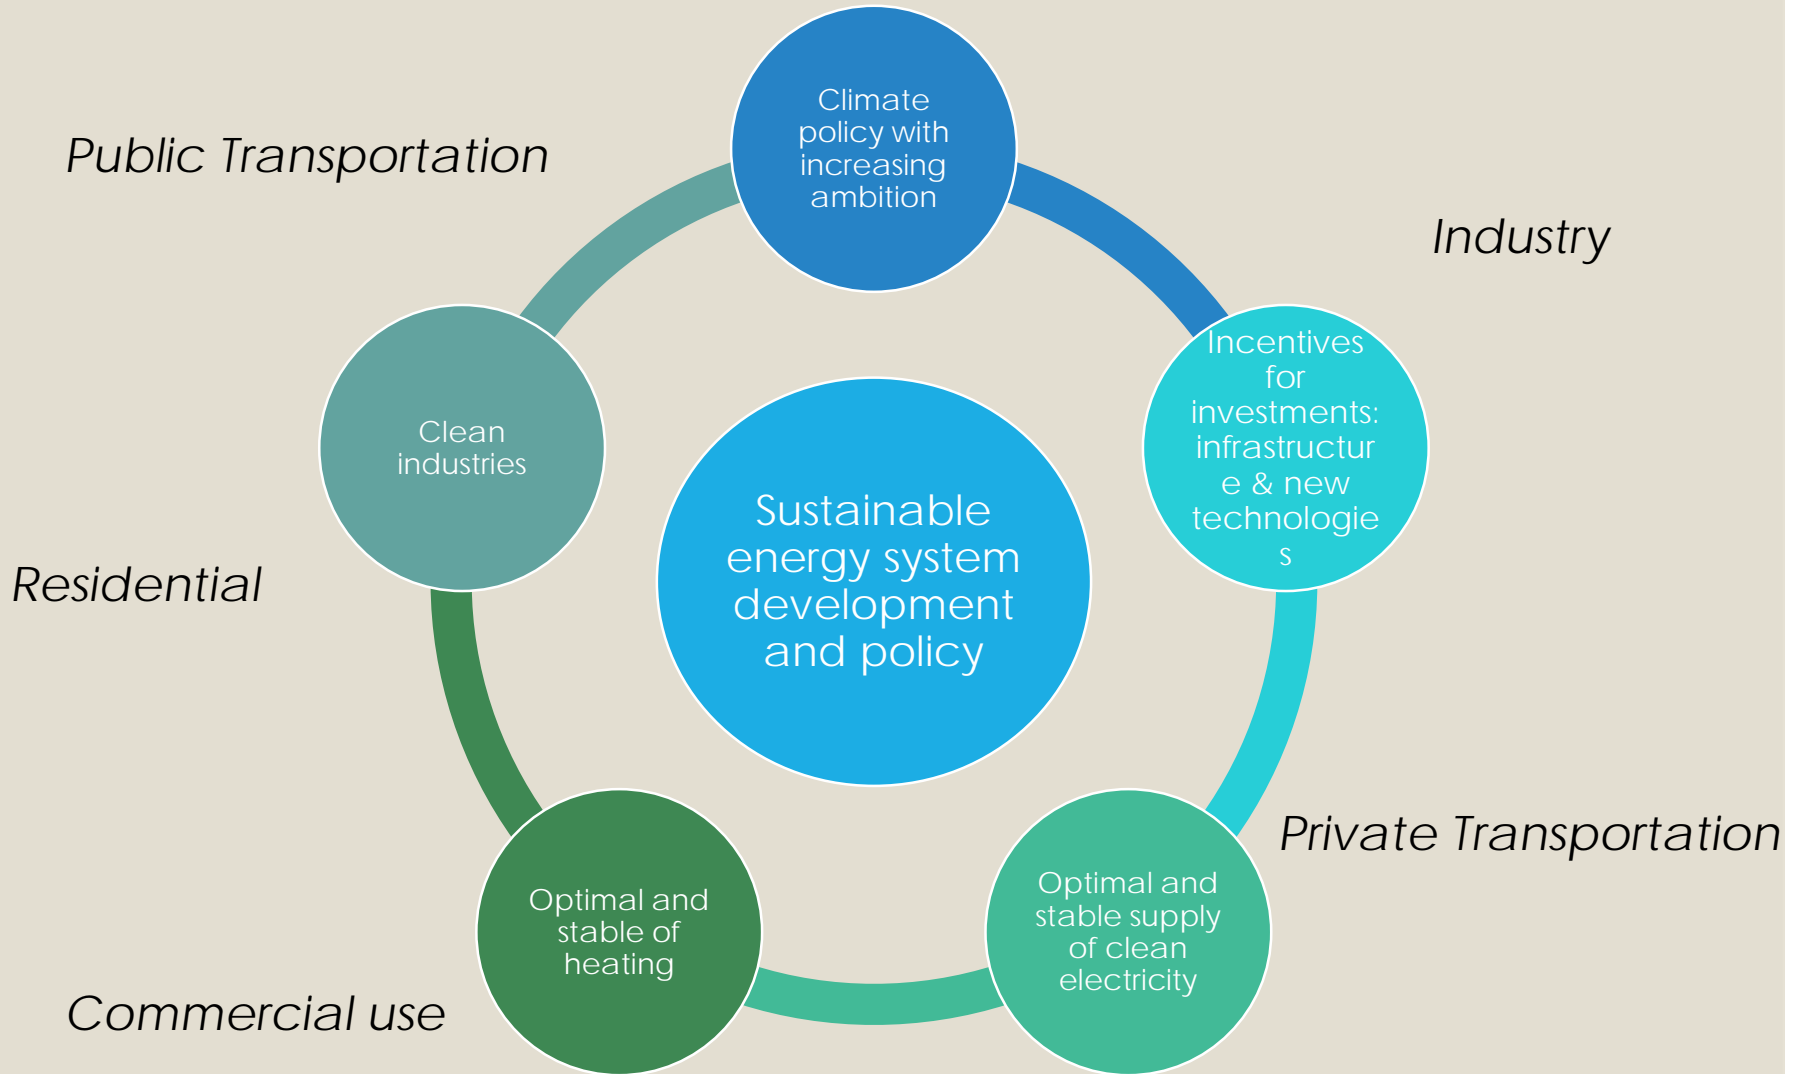 Climate
policy with
increasing
ambition
Public Transportation
Industry
Incentives
for
investments:
infrastructur
e & new
technologie
s
Clean
industries
Sustainable
energy system
development
and policy
Residential
Private Transportation
Optimal and
stable supply
of clean
electricity
Optimal and
stable of
heating
Commercial use